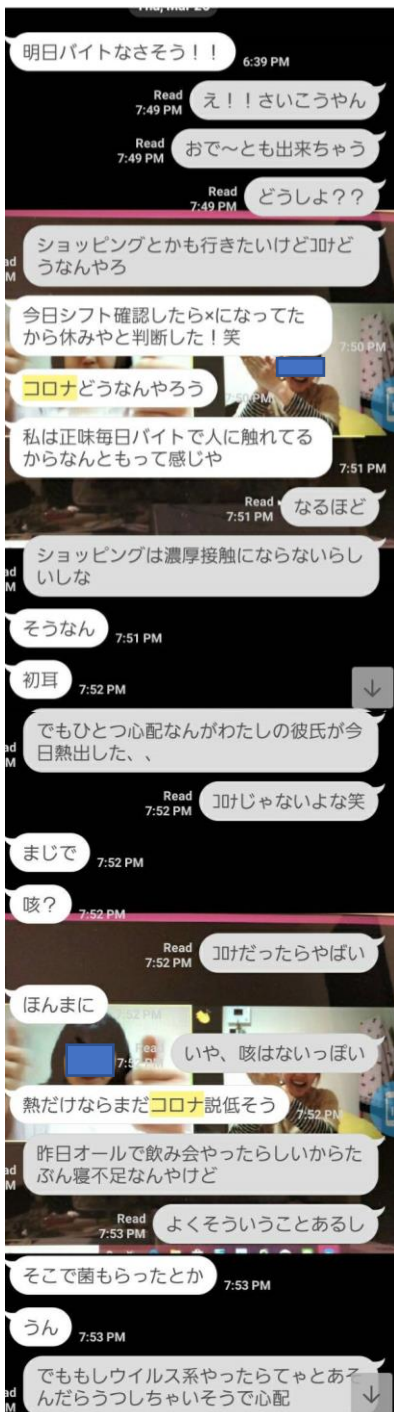 明日バイトなさそう！！
6:39 PM
Read
7:49 PM
え！！さいこうやん
Read
7:49 PM
おで〜とも出来ちゃう
Read
7:49 PM
どうしよ？？
ショッピングとかも行きたいけどｺﾛﾅど
うなんやろ
今日シフト確認したら×になってた
から休みやと判断した！笑
7:50 PM
コロナどうなんやろう
7:50 PM
私は正味毎日バイトで人に触れてる
からなんともって感じや
7:51 PM
Read
7:51 PM
なるほど
ショッピングは濃厚接触にならないらし
いしな
そうなん
7:51 PM
初耳
7:52 PM
でもひとつ心配なんがわたしの彼氏が今
日熱出した、、
Read
7:52 PM
ｺﾛﾅじゃないよな笑
まじで
7:52 PM
咳？
7:52 PM
Read
7:52 PM
ｺﾛﾅだったらやばい
ほんまに
7:52 PM
いや、咳はないっぽい
熱だけならまだコロナ説低そう
7:52 PM
昨日オールで飲み会やったらしいからた
ぶん寝不足なんやけど
Read
7:53 PM
よくそういうことあるし
そこで菌もらったとか
7:53 PM
うん
7:53 PM
でももしウイルス系やったらてゃとあそ
んだらうつしちゃいそうで心配